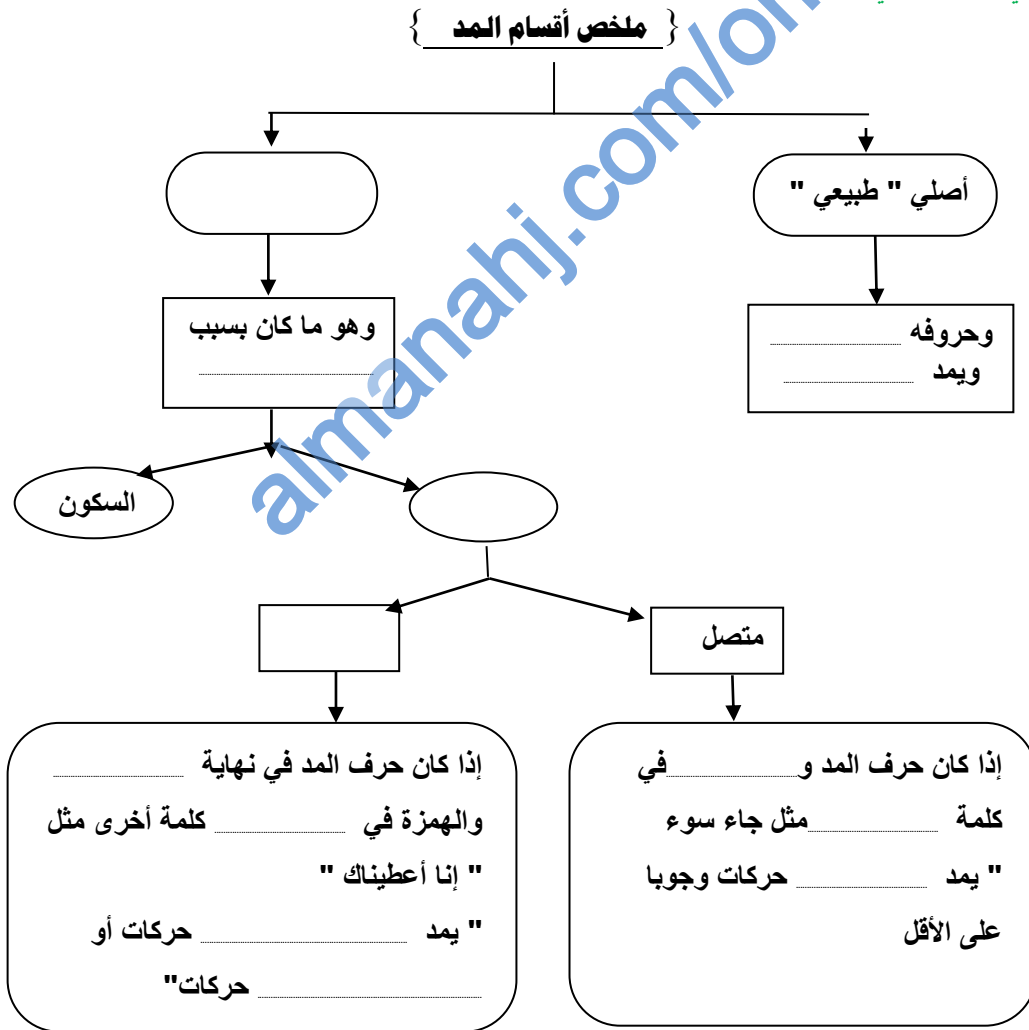 { ملخص أقسام المد }
أصلي " طبيعي "
وحروفه
ويمد
وهو ما كان بسبب
السكون
متصل
إذا كان حرف المد و في
كلمة مثل جاء سوء
" يمد حركات وجوبا
على الأقل
إذا كان حرف المد في نهاية
والهمزة في كلمة أخرى مثل
" إنا أعطيناك "
" يمد حركات أو
حركات"
almanahj.com/om